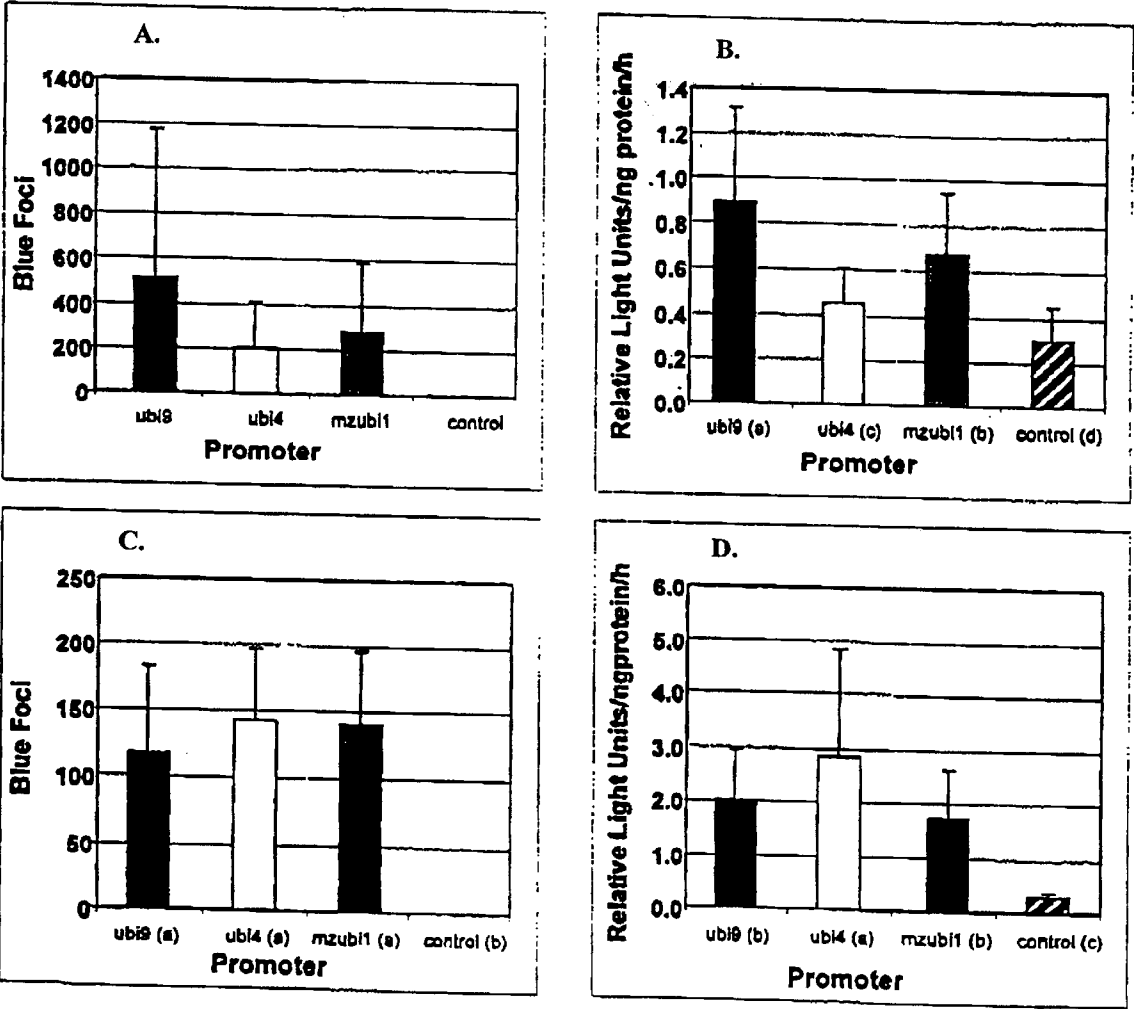 A.
Blue Foci
1400
1200
1000
800
600
400
200
0
ubi9
ubi4
mzubi1
control
Promoter
B.
Relative Light Units/ng protein/h
1.4
1.2
1.0
0.8
0.6
0.4
0.2
0.0
ubi9 (a)
ubi4 (c)
mzubi1 (b)
control (d)
Promoter
C.
Blue Foci
250
200
150
100
50
0
ubi9 (a)
ubi4 (a)
mzubi1 (a)
control (b)
Promoter
D.
Relative Light Units/ngprotein/h
6.0
5.0
4.0
3.0
2.0
1.0
0.0
ubi9 (b)
ubi4 (a)
mzubi1 (b)
control (c)
Promoter